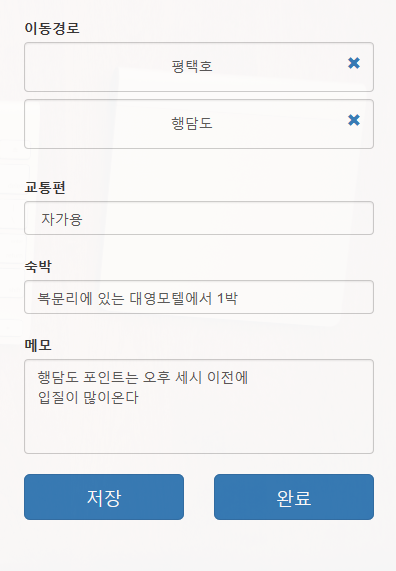 이동경로
평택호
행담도
교통편
자가용
숙박
복문리에 있는 대영모텔에서 1박
메모
행담도 포인트는 오후 세시 이전에
입질이 많이온다
저장
완료